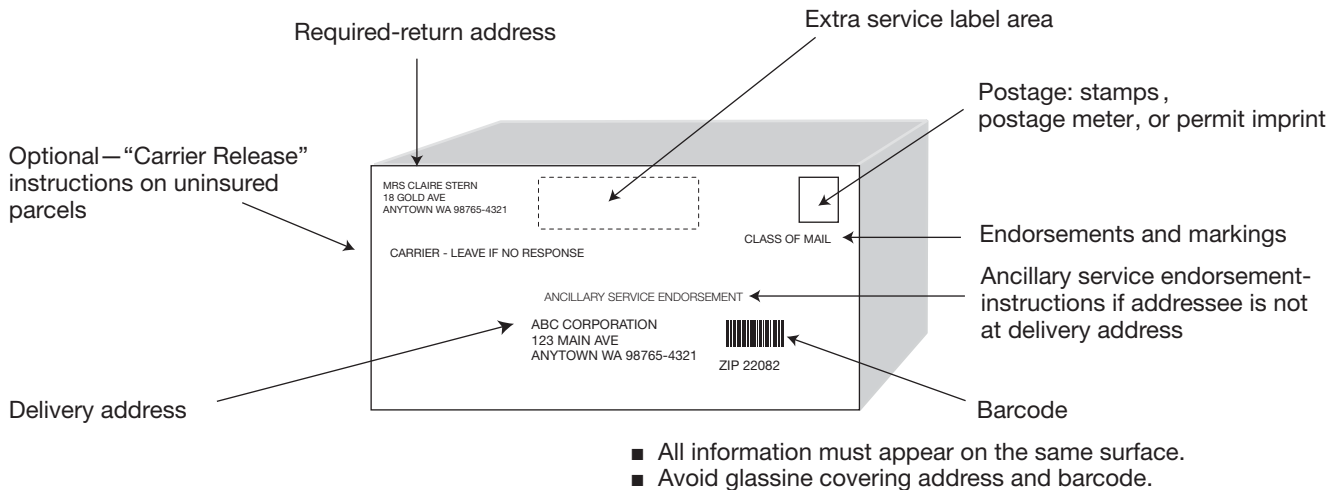 Required-return address
Extra service label area
Postage: stamps,
postage meter, or permit imprint
Optional—“Carrier Release”
instructions on uninsured
parcels
MRS CLAIRE STERN
18 GOLD AVE
ANYTOWN WA 98765-4321
CLASS OF MAIL
Endorsements and markings
CARRIER - LEAVE IF NO RESPONSE
ANCILLARY SERVICE ENDORSEMENT
Ancillary service endorsement-
instructions if addressee is not
at delivery address
ABC CORPORATION
123 MAIN AVE
ANYTOWN WA 98765-4321
ZIP 22082
Delivery address
Barcode
■ All information must appear on the same surface.
■ Avoid glassine covering address and barcode.